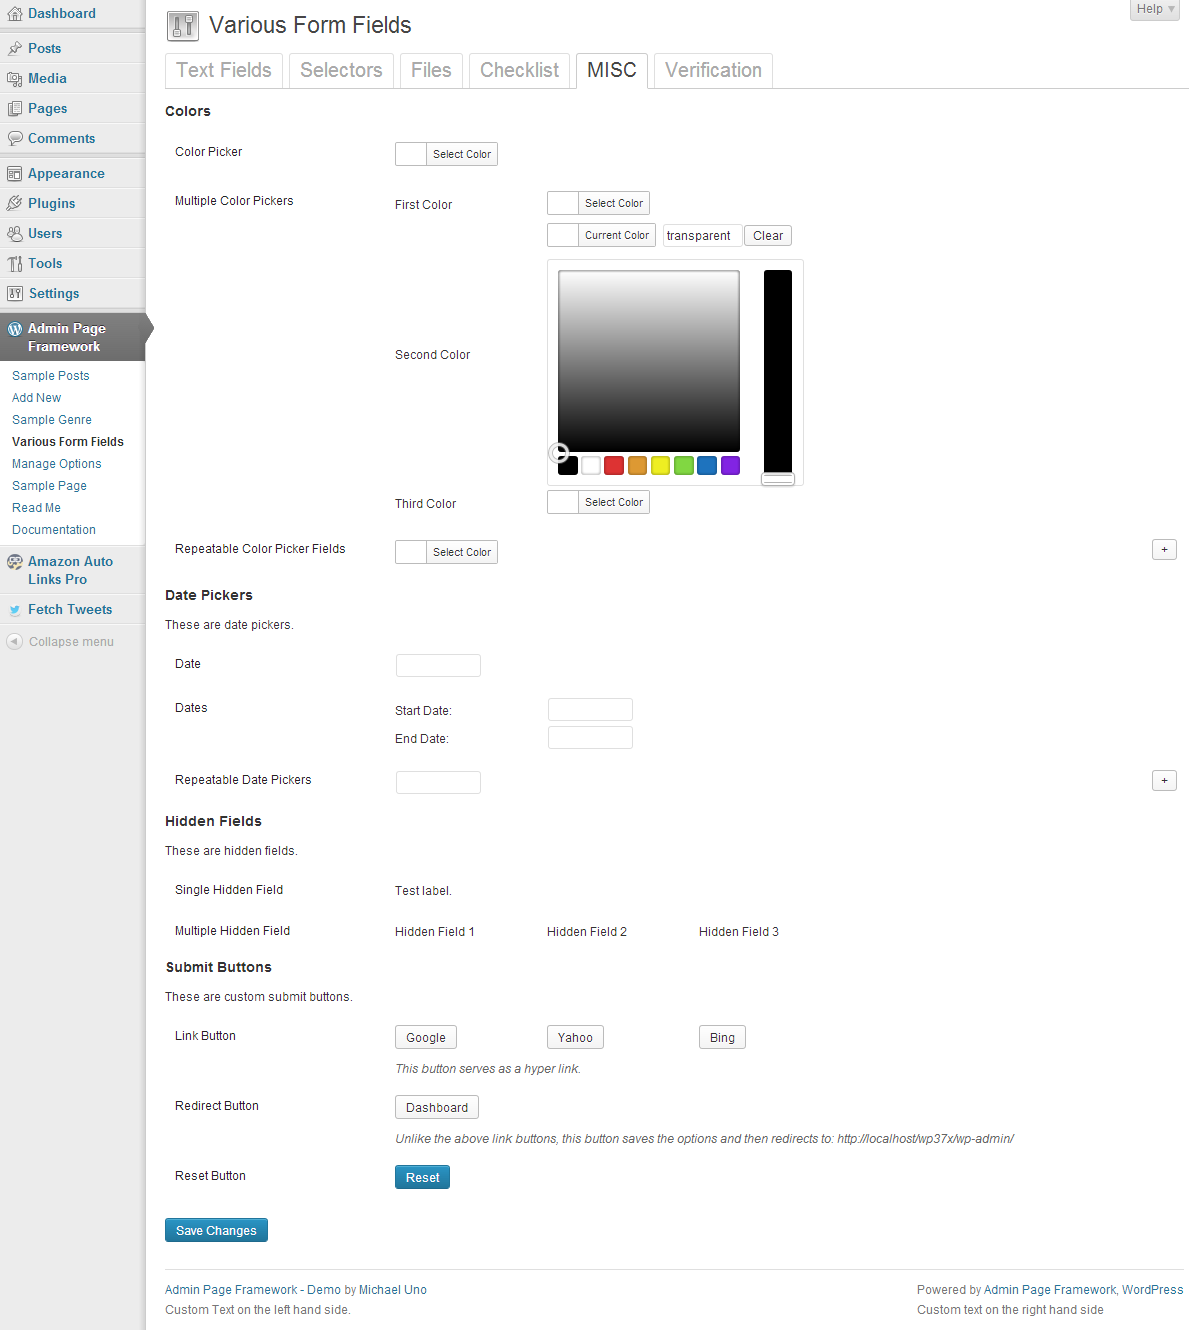 Dashboard
Posts
Media
Pages
Comments
Appearance
Plugins
Users
Tools
Settings
Admin Page
Framework
Sample Posts
Add New
Sample Genre
Various Form Fields
Manage Options
Sample Page
Read Me
Documentation
Amazon Auto
Links Pro
Fetch Tweets
Collapse menu
Help
Various Form Fields
Text Fields Selectors Files Checklist MISC Verification
Colors
Color Picker Select Color
Multiple Color Pickers First Color Select Color
Current Color transparent Clear
Second Color
Third Color Select Color
Repeatable Color Picker Fields Select Color +
Date Pickers
These are date pickers.
Date
Dates Start Date:
End Date:
Repeatable Date Pickers +
Hidden Fields
These are hidden fields.
Single Hidden Field Test label.
Multiple Hidden Field Hidden Field 1 Hidden Field 2 Hidden Field 3
Submit Buttons
These are custom submit buttons.
Link Button Google Yahoo Bing
This button serves as a hyper link.
Redirect Button Dashboard
Unlike the above link buttons, this button saves the options and then redirects to: http://localhost/wp37x/wp-admin/
Reset Button Reset
Save Changes
Admin Page Framework - Demo by Michael Uno Powered by Admin Page Framework, WordPress
Custom Text on the left hand side. Custom text on the right hand side